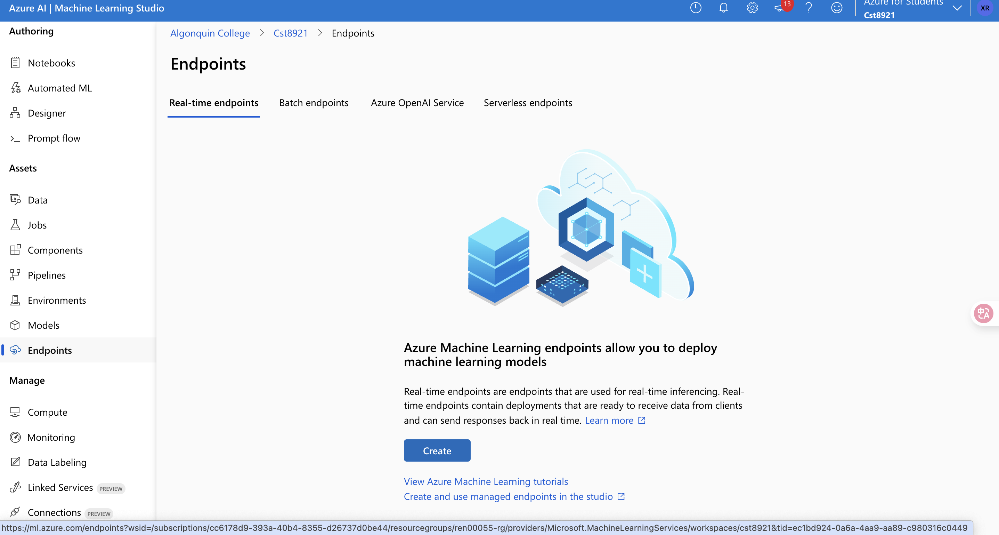 Azure AI | Machine Learning Studio
13
Azure for Students
Cst8921
XR
Authoring
Notebooks
Automated ML
Designer
Prompt flow
Assets
Data
Jobs
Components
Pipelines
Environments
Models
Endpoints
Manage
Compute
Monitoring
Data Labeling
Linked Services PREVIEW
Connections PREVIEW
Algonquin College > Cst8921 > Endpoints
Endpoints
Real-time endpoints Batch endpoints Azure OpenAI Service Serverless endpoints
Azure Machine Learning endpoints allow you to deploy
machine learning models
Real-time endpoints are endpoints that are used for real-time inferencing. Real-
time endpoints contain deployments that are ready to receive data from clients
and can send responses back in real time. Learn more
Create
View Azure Machine Learning tutorials
Create and use managed endpoints in the studio
中 A
https://ml.azure.com/endpoints?wsid=/subscriptions/cc6178d9-393a-40b4-8355-d26737d0be44/resourcegroups/ren00055-rg/providers/Microsoft.MachineLearningServices/workspaces/cst8921&tid=ec1bd924-0a6a-4aa9-aa89-c980316c0449